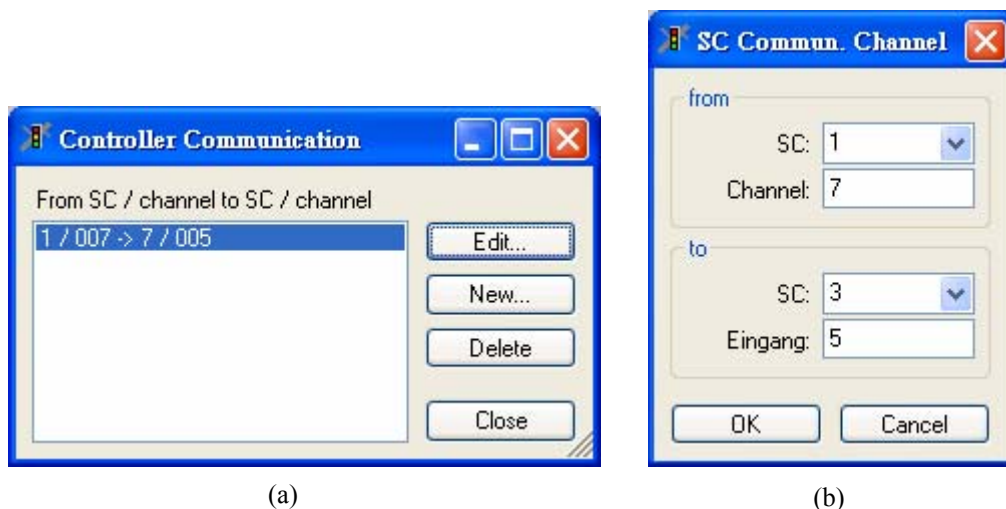 Controller Communication
From SC / channel to SC / channel
1 / 007 -> 7 / 005
Edit...
New...
Delete
Close
(a)
SC Commun. Channel
from
SC: 1
Channel: 7
to
SC: 3
Eingang: 5
OK Cancel
(b)